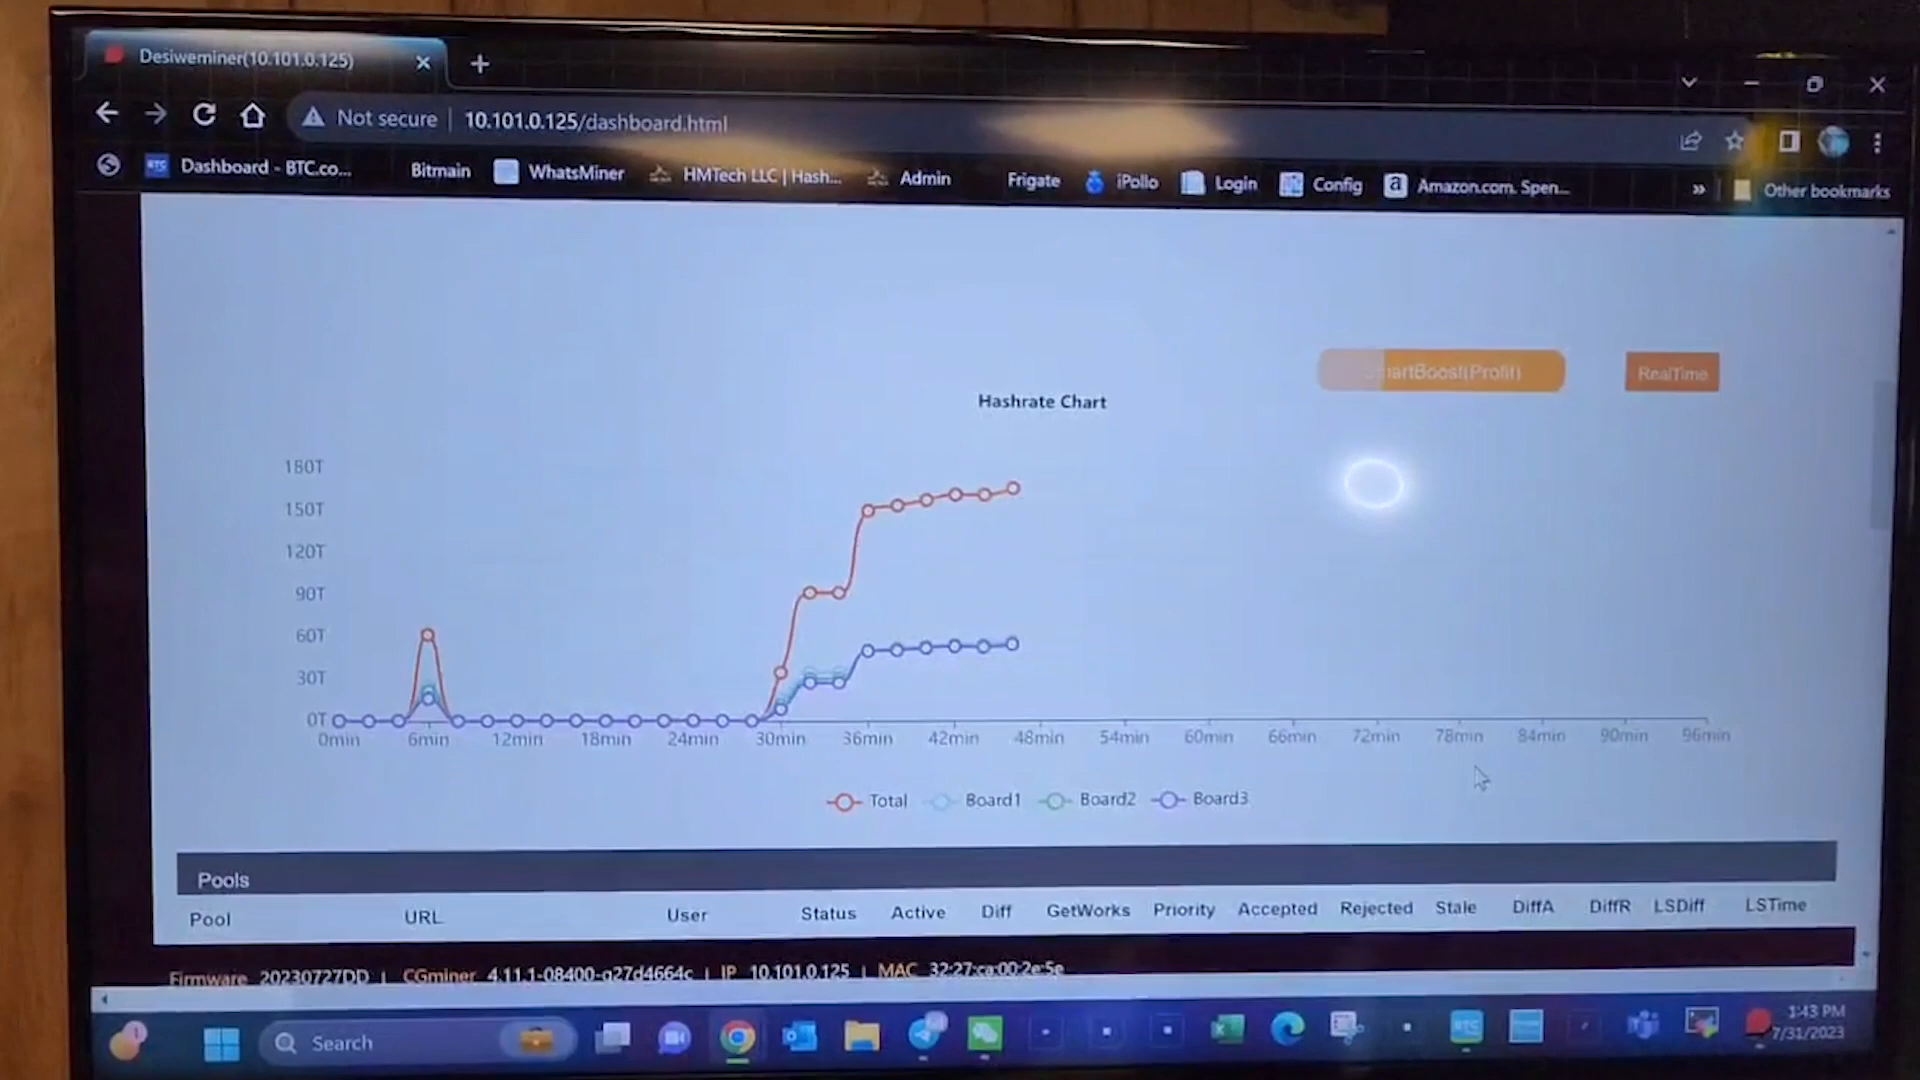 Desiweminer(10.101.0.125)
Not secure | 10.101.0.125/dashboard.html
Dashboard - BTC.co... Bitmain WhatsMiner HMTech LLC | Hash... Admin Frigate iPollo Login Config Amazon.com. Spen... » Other bookmarks
SmartBoost(Profit) RealTime
Hashrate Chart
180T
150T
120T
90T
60T
30T
0T
0min 6min 12min 18min 24min 30min 36min 42min 48min 54min 60min 66min 72min 78min 84min 90min 96min
Total Board1 Board2 Board3
Pools
Pool URL User Status Active Diff GetWorks Priority Accepted Rejected Stale DiffA DiffR LSDiff LSTime
Firmware 20230727DD | CGminer 4.11.1-08400-g27d4664c | IP 10.101.0.125 | MAC 32:27:ca:00:2e:5e
Search
1:43 PM
7/31/2023